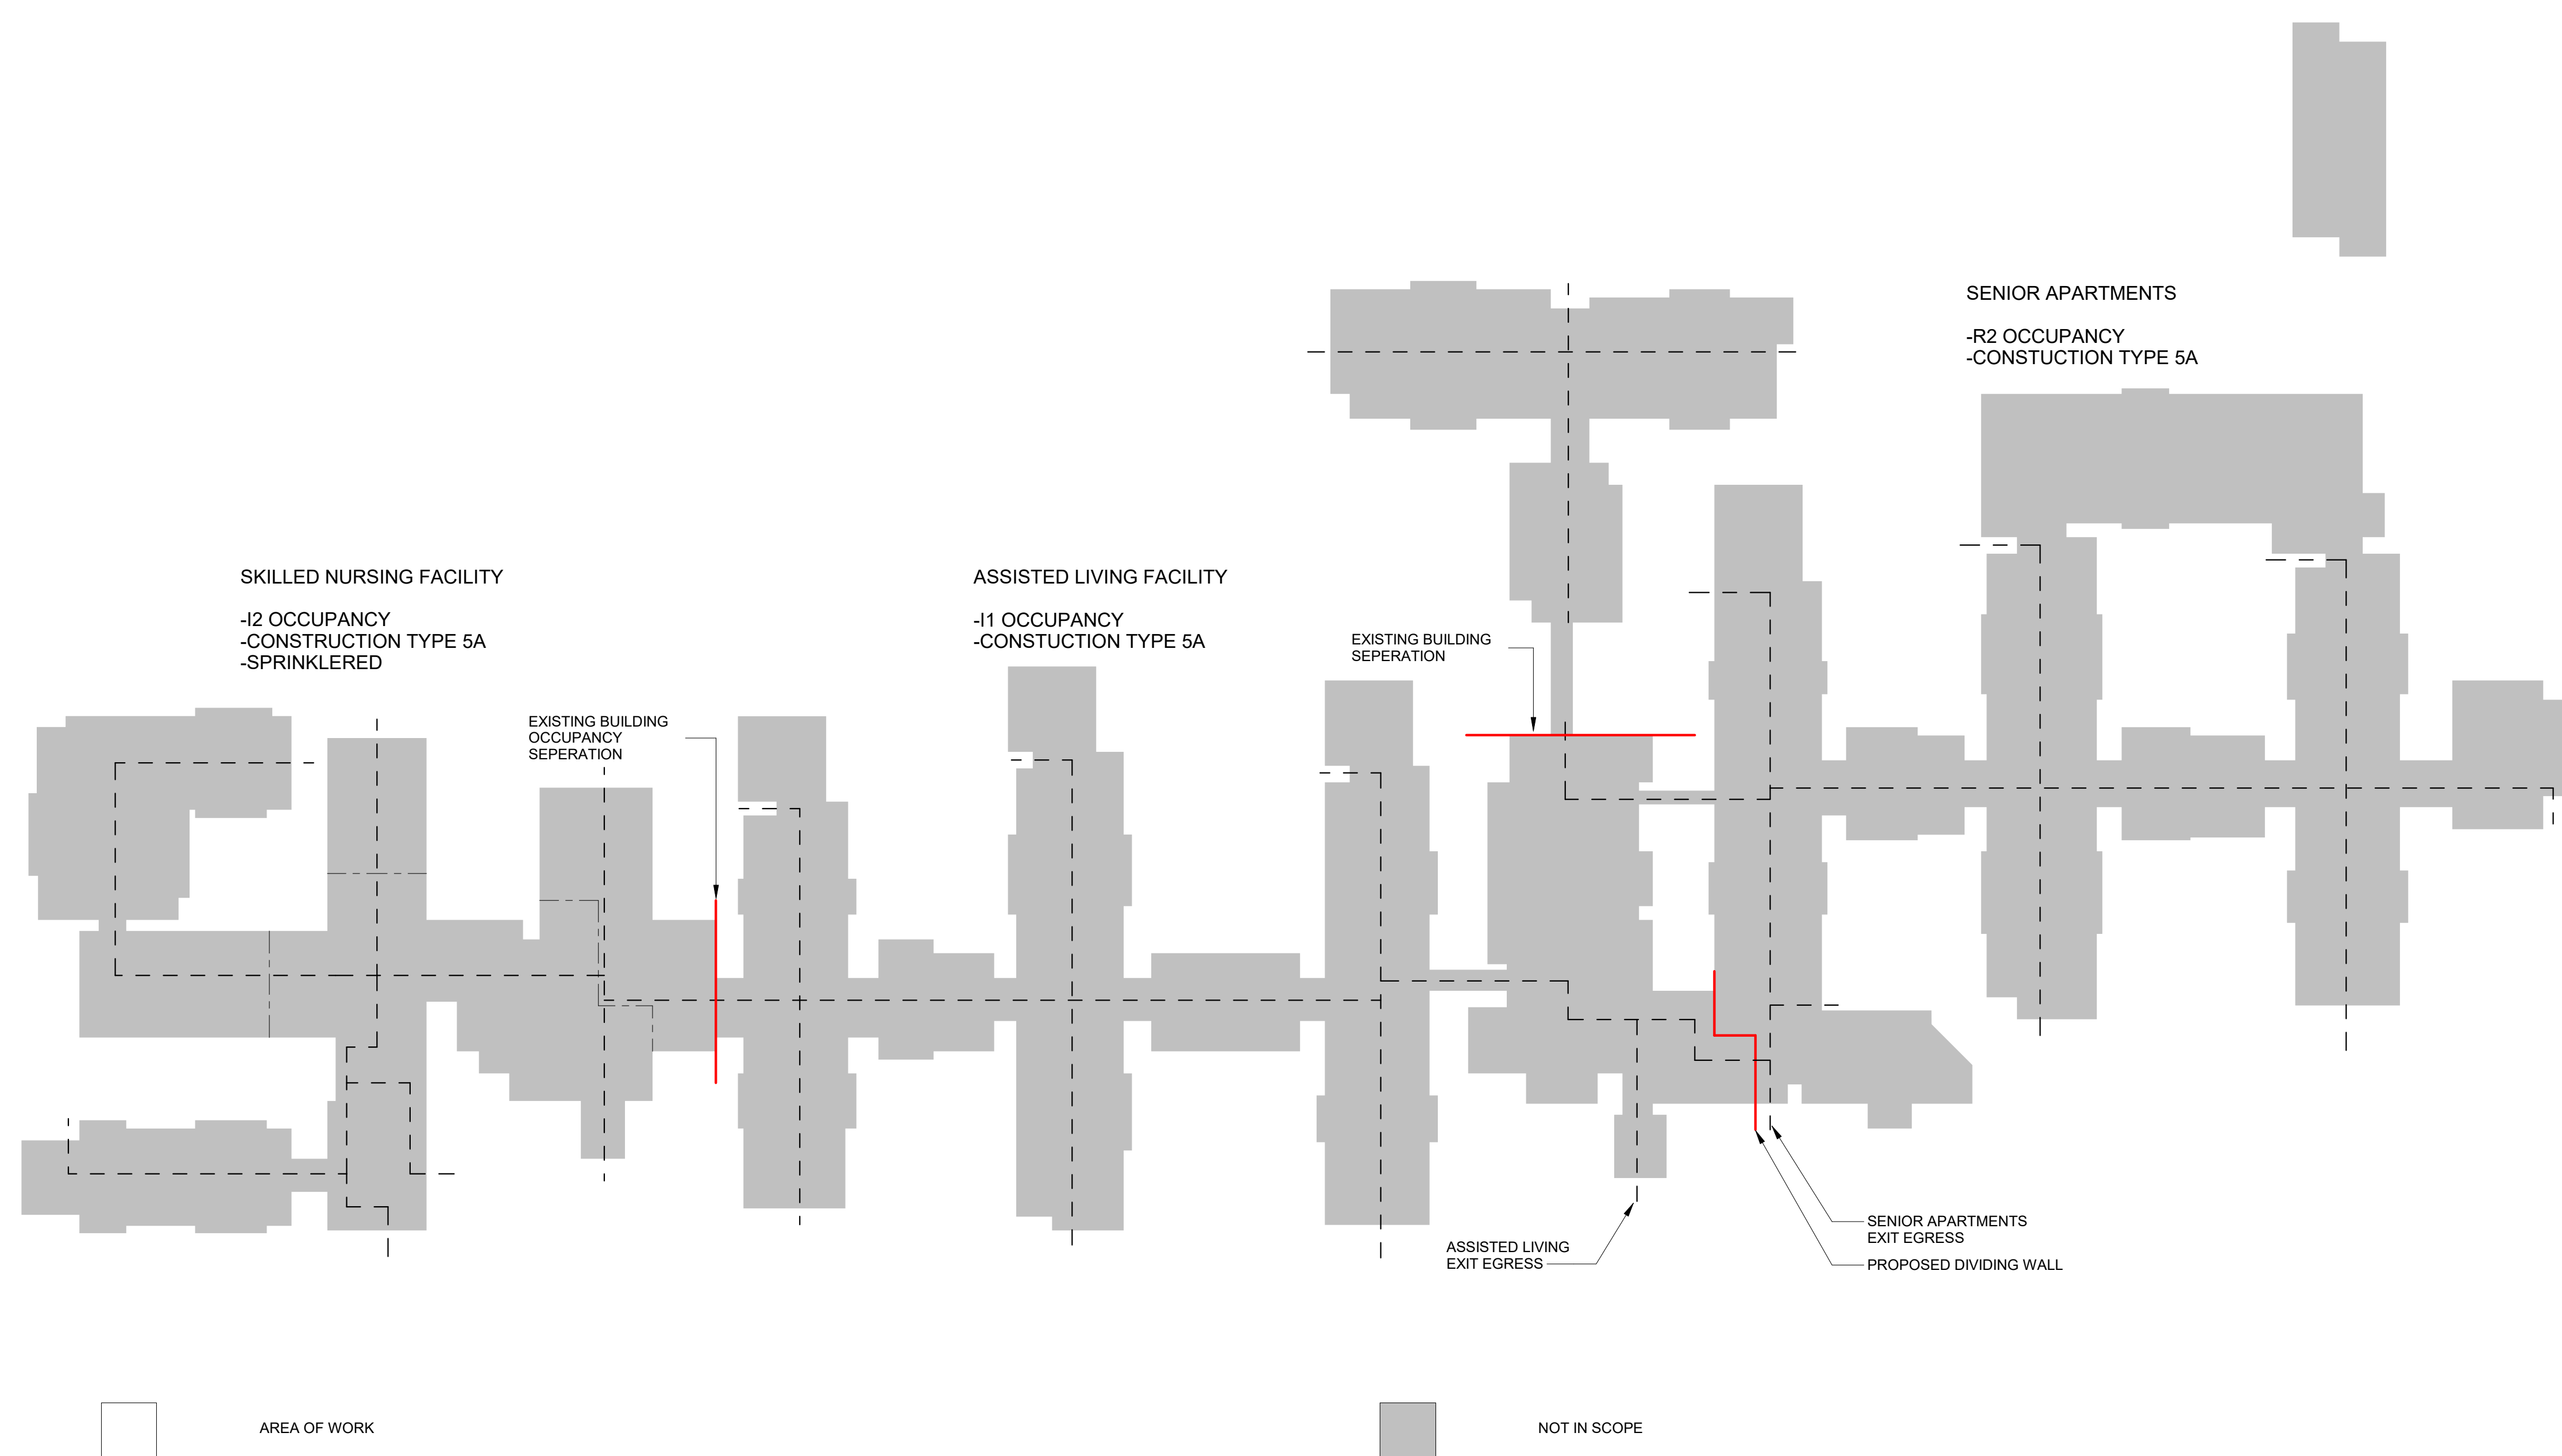 SENIOR APARTMENTS
-R2 OCCUPANCY
-CONSTUCTION TYPE 5A
SKILLED NURSING FACILITY
-I2 OCCUPANCY
-CONSTRUCTION TYPE 5A
-SPRINKLERED
ASSISTED LIVING FACILITY
-I1 OCCUPANCY
-CONSTUCTION TYPE 5A
EXISTING BUILDING
SEPERATION
EXISTING BUILDING
OCCUPANCY
SEPERATION
SENIOR APARTMENTS
EXIT EGRESS
ASSISTED LIVING
EXIT EGRESS
PROPOSED DIVIDING WALL
AREA OF WORK
NOT IN SCOPE